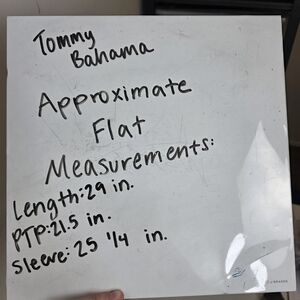 Tommy
Bahama
Approximate
Flat
Measurements:
Length:29 in.
PTP:21.5 in.
Sleeve: 25 1/4 in.